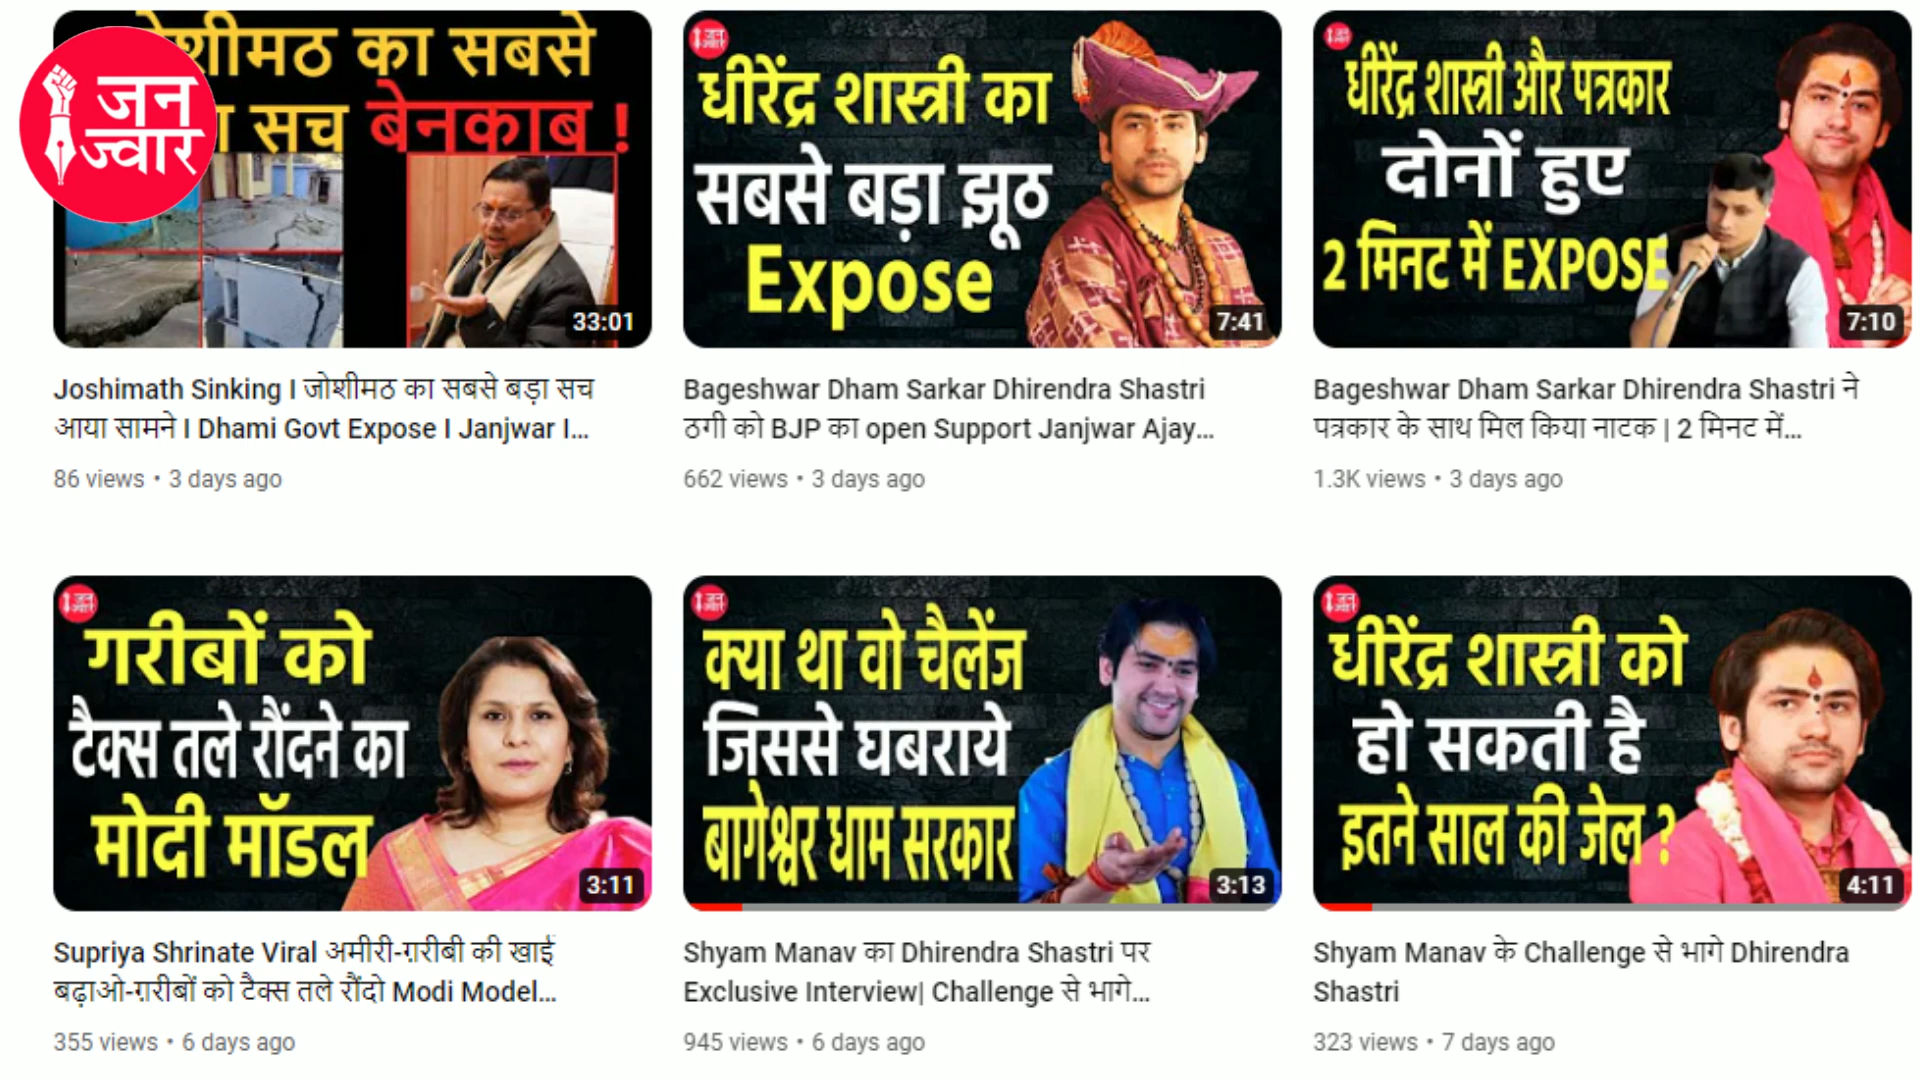 जन
ज्वार
शीमठ का सबसे
सच बेनकाब !
33:01
Joshimath Sinking I जोशीमठ का सबसे बड़ा सच
आया सामने I Dhami Govt Expose I Janjwar I...
86 views • 3 days ago
जन
ज्वार
धीरेंद्र शास्त्री का
सबसे बड़ा झूठ
Expose
7:41
Bageshwar Dham Sarkar Dhirendra Shastri
ठगी को BJP का open Support Janjwar Ajay...
662 views • 3 days ago
जन
ज्वार
धीरेंद्र शास्त्री और पत्रकार
दोनों हुए
2 मिनट में EXPOSE
7:10
Bageshwar Dham Sarkar Dhirendra Shastri ने
पत्रकार के साथ मिल किया नाटक | 2 मिनट में...
1.3K views • 3 days ago
जन
ज्वार
गरीबों को
टैक्स तले रौंदने का
मोदी मॉडल
3:11
Supriya Shrinate Viral अमीरी-ग़रीबी की खाई
बढ़ाओ-ग़रीबों को टैक्स तले रौंदो Modi Model...
355 views • 6 days ago
जन
ज्वार
क्या था वो चैलेंज
जिससे घबराये
बागेश्वर धाम सरकार
3:13
Shyam Manav का Dhirendra Shastri पर
Exclusive Interview| Challenge से भागे...
945 views • 6 days ago
जन
ज्वार
धीरेंद्र शास्त्री को
हो सकती है
इतने साल की जेल ?
4:11
Shyam Manav के Challenge से भागे Dhirendra
Shastri
323 views • 7 days ago